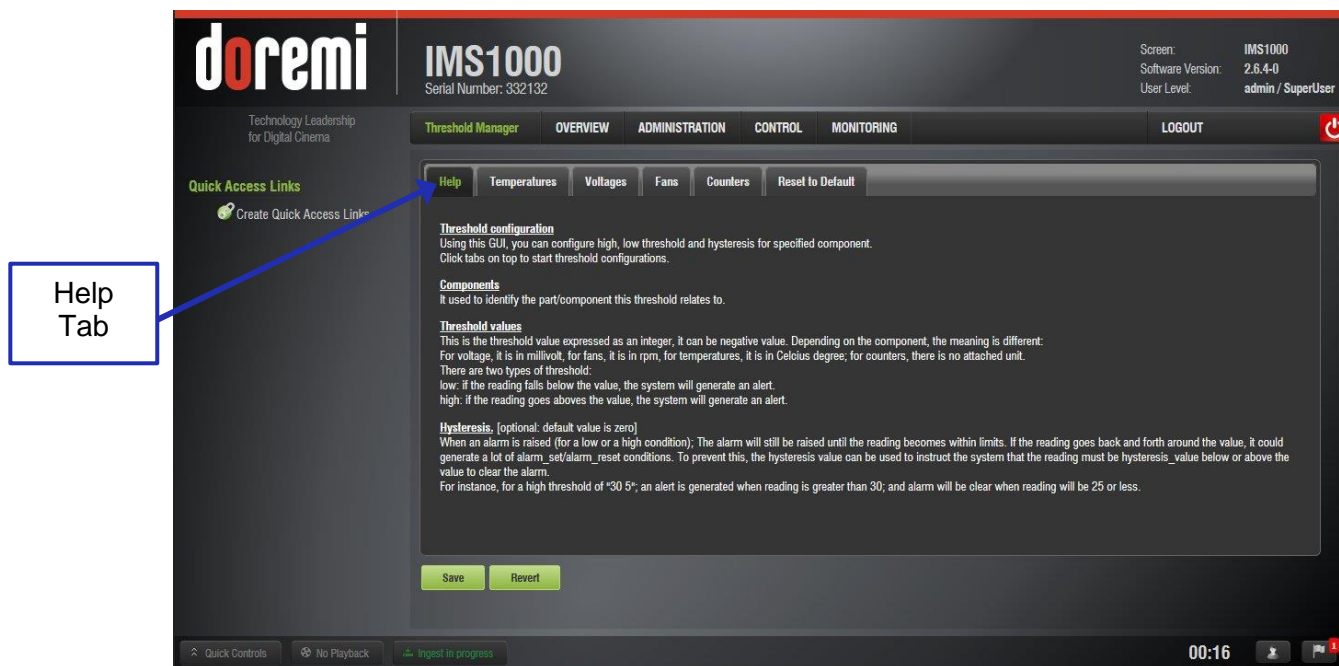 doremi
Technology Leadership
for Digital Cinema
IMS1000
Serial Number: 332132
Screen: IMS1000
Software Version: 2.6.4-0
User Level: admin / SuperUser
Threshold Manager OVERVIEW ADMINISTRATION CONTROL MONITORING LOGOUT
Quick Access Links
Create Quick Access Links
Help Tab
Help Temperatures Voltages Fans Counters Reset to Default
Threshold configuration
Using this GUI, you can configure high, low threshold and hysteresis for specified component.
Click tabs on top to start threshold configurations.
Components
It used to identify the part/component this threshold relates to.
Threshold values
This is the threshold value expressed as an integer, it can be negative value. Depending on the component, the meaning is different:
For voltage, it is in millivolt, for fans, it is in rpm, for temperatures, it is in Celcius degree; for counters, there is no attached unit.
There are two types of threshold:
low: if the reading falls below the value, the system will generate an alert.
high: if the reading goes aboves the value, the system will generate an alert.
Hysteresis, [optional: default value is zero]
When an alarm is raised (for a low or a high condition); The alarm will still be raised until the reading becomes within limits. If the reading goes back and forth around the value, it could
generate a lot of alarm_set/alarm_reset conditions. To prevent this, the hysteresis value can be used to instruct the system that the reading must be hysteresis_value below or above the
value to clear the alarm.
For instance, for a high threshold of "30 5"; an alert is generated when reading is greater than 30; and alarm will be clear when reading will be 25 or less.
Save Revert
Quick Controls No Playback Ingest in progress 00:16 1